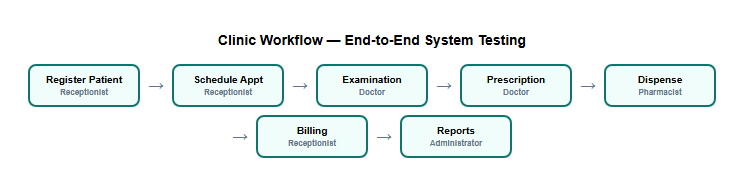 Clinic Workflow — End-to-End System Testing
Register Patient
Receptionist
→
Schedule Appt
Receptionist
→
Examination
Doctor
→
Prescription
Doctor
→
Dispense
Pharmacist
→
Billing
Receptionist
→
Reports
Administrator